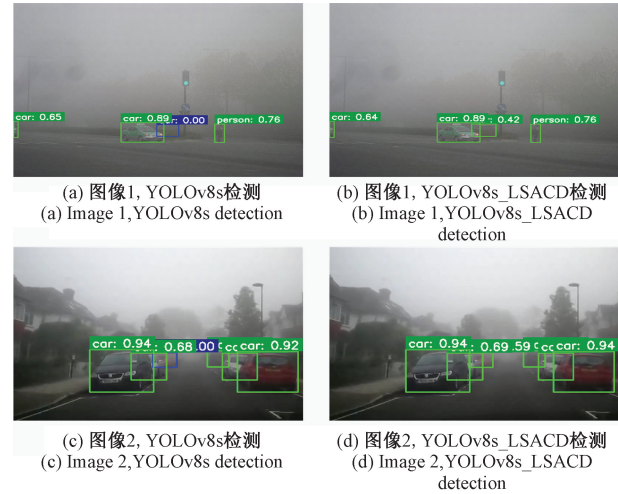 car: 0.65
car: 0.89
r: 0.00
person: 0.76
car: 0.64
car: 0.89
0.42
person: 0.76
(a) 图像1, YOLOv8s检测
(a) Image 1,YOLOv8s detection
(b) 图像1, YOLOv8s_LSACD检测
(b) Image 1,YOLOv8s_LSACD
detection
car: 0.94
: 0.68
.00
car: 0.92
car: 0.94
: 0.69
.59
car: 0.94
(c) 图像2, YOLOv8s检测
(c) Image 2,YOLOv8s detection
(d) 图像2, YOLOv8s_LSACD检测
(d) Image 2,YOLOv8s_LSACD
detection